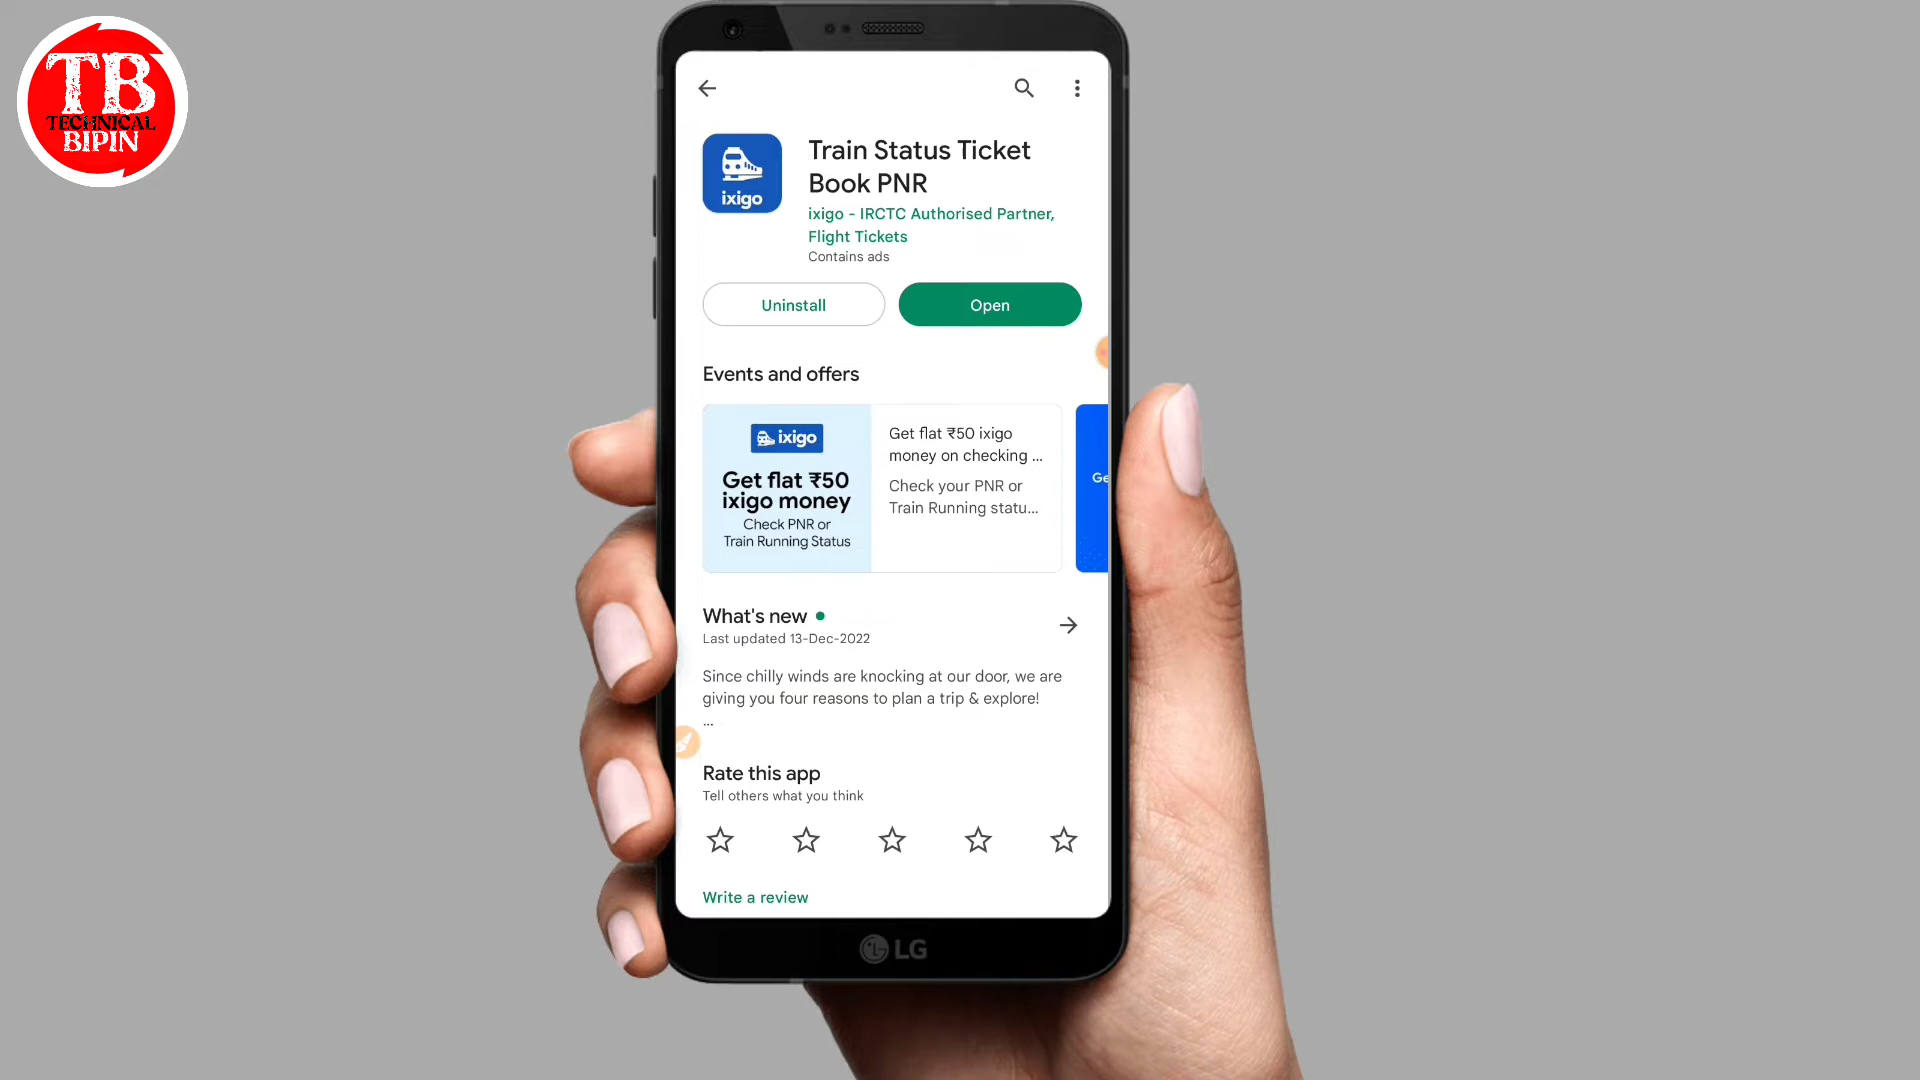 TB
TECHNICAL
BIPIN
Train Status Ticket
Book PNR
ixigo
ixigo - IRCTC Authorised Partner,
Flight Tickets
Contains ads
Uninstall
Open
Events and offers
ixigo
Get flat ₹50
ixigo money
Check PNR or
Train Running Status
Get flat ₹50 ixigo
money on checking ...
Check your PNR or
Train Running statu...
Ge
What's new
Last updated 13-Dec-2022
Since chilly winds are knocking at our door, we are
giving you four reasons to plan a trip & explore!
...
Rate this app
Tell others what you think
Write a review
LG